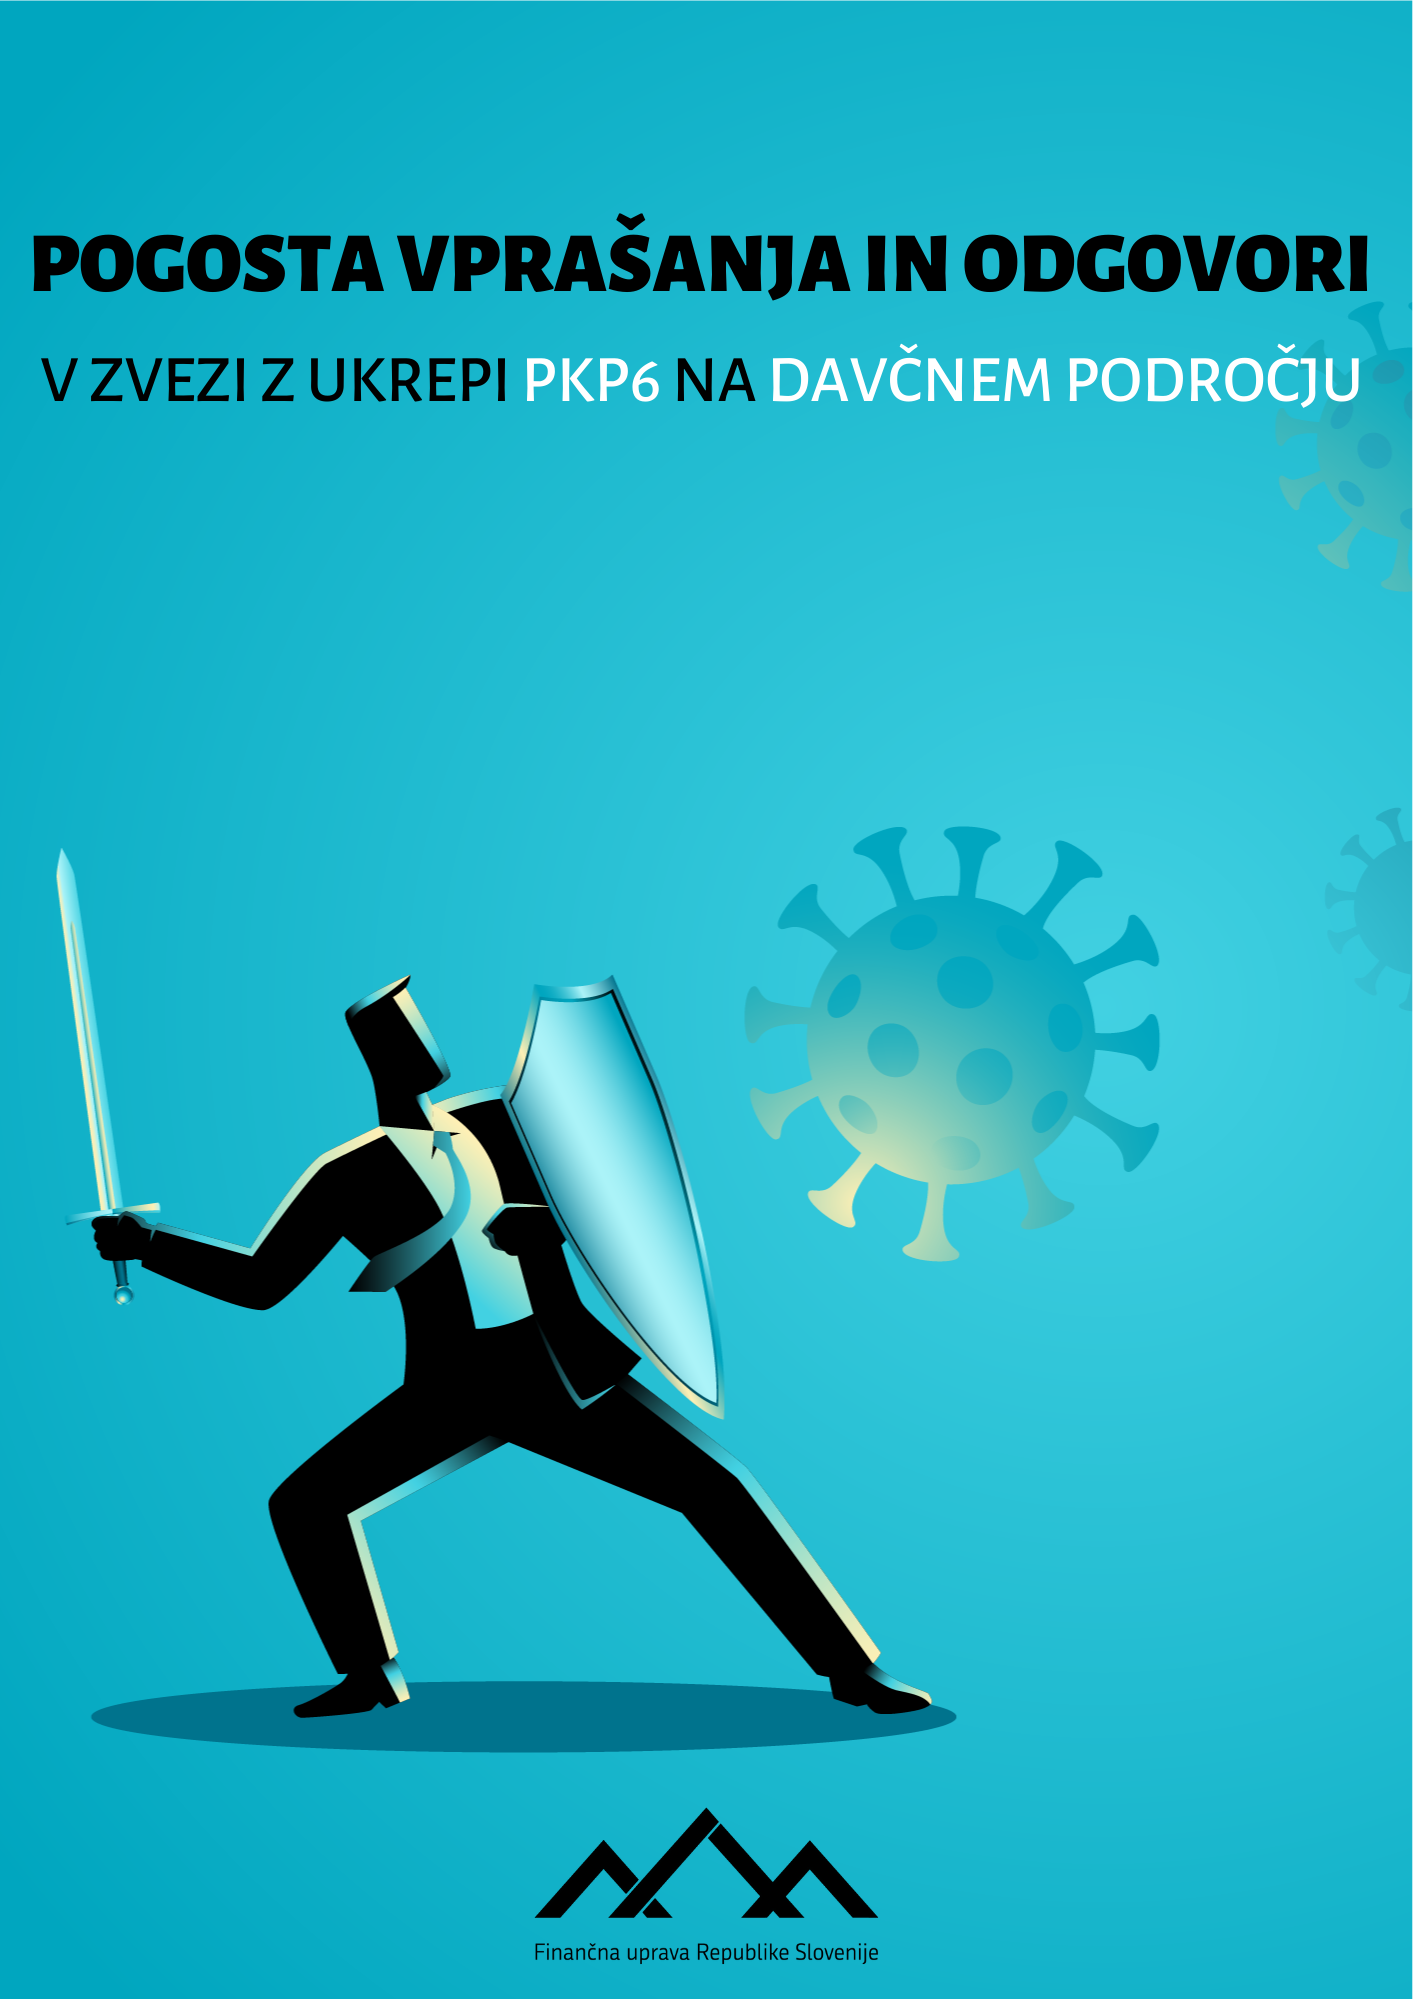 POGOSTA VPRAŠANJA IN ODGOVORI
V ZVEZI Z UKREPI PKP6 NA DAVČNEM PODROČJU
Finančna uprava Republike Slovenije